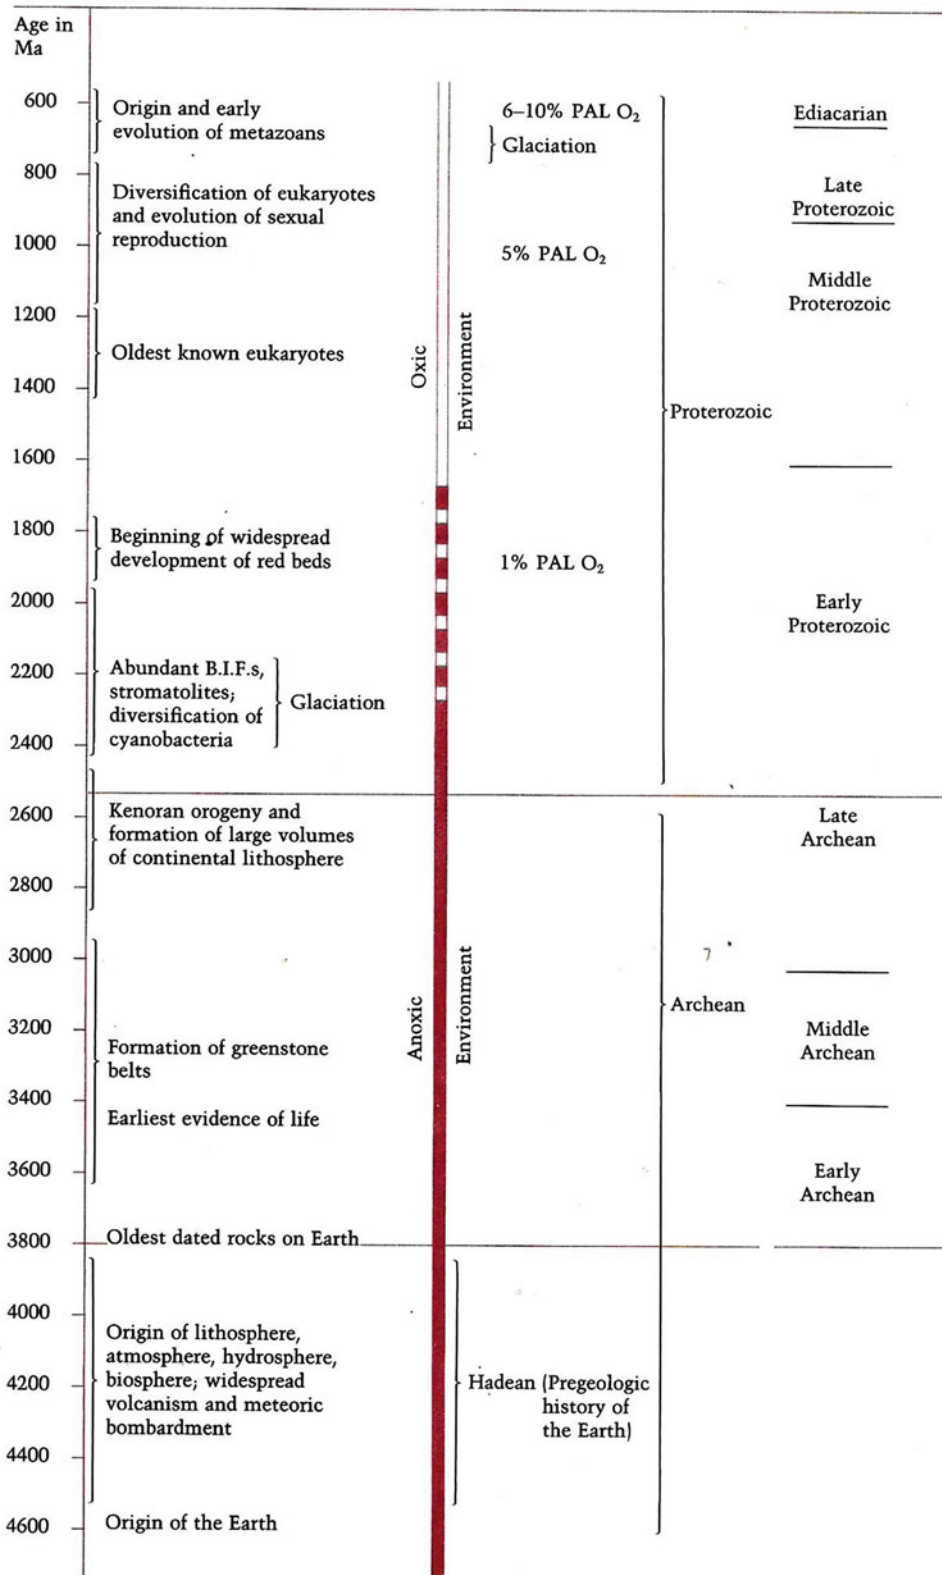 Age in
Ma
600
800
1000
1200
1400
1600
1800
2000
2200
2400
2600
2800
3000
3200
3400
3600
3800
4000
4200
4400
4600
Origin and early
evolution of metazoans
Diversification of eukaryotes
and evolution of sexual
reproduction
Oldest known eukaryotes
Beginning of widespread
development of red beds
Abundant B.I.F.s,
stromatolites;
diversification of
cyanobacteria
Glaciation
Kenoran orogeny and
formation of large volumes
of continental lithosphere
Formation of greenstone
belts
Earliest evidence of life
Oldest dated rocks on Earth
Origin of lithosphere,
atmosphere, hydrosphere,
biosphere; widespread
volcanism and meteoric
bombardment
Origin of the Earth
Oxic
Environment
Anoxic
Environment
6–10% PAL O₂
Glaciation
5% PAL O₂
1% PAL O₂
Hadean (Pregeologic
history of
the Earth)
Proterozoic
Archean
Ediacarian
Late
Proterozoic
Middle
Proterozoic
Early
Proterozoic
Late
Archean
Middle
Archean
Early
Archean